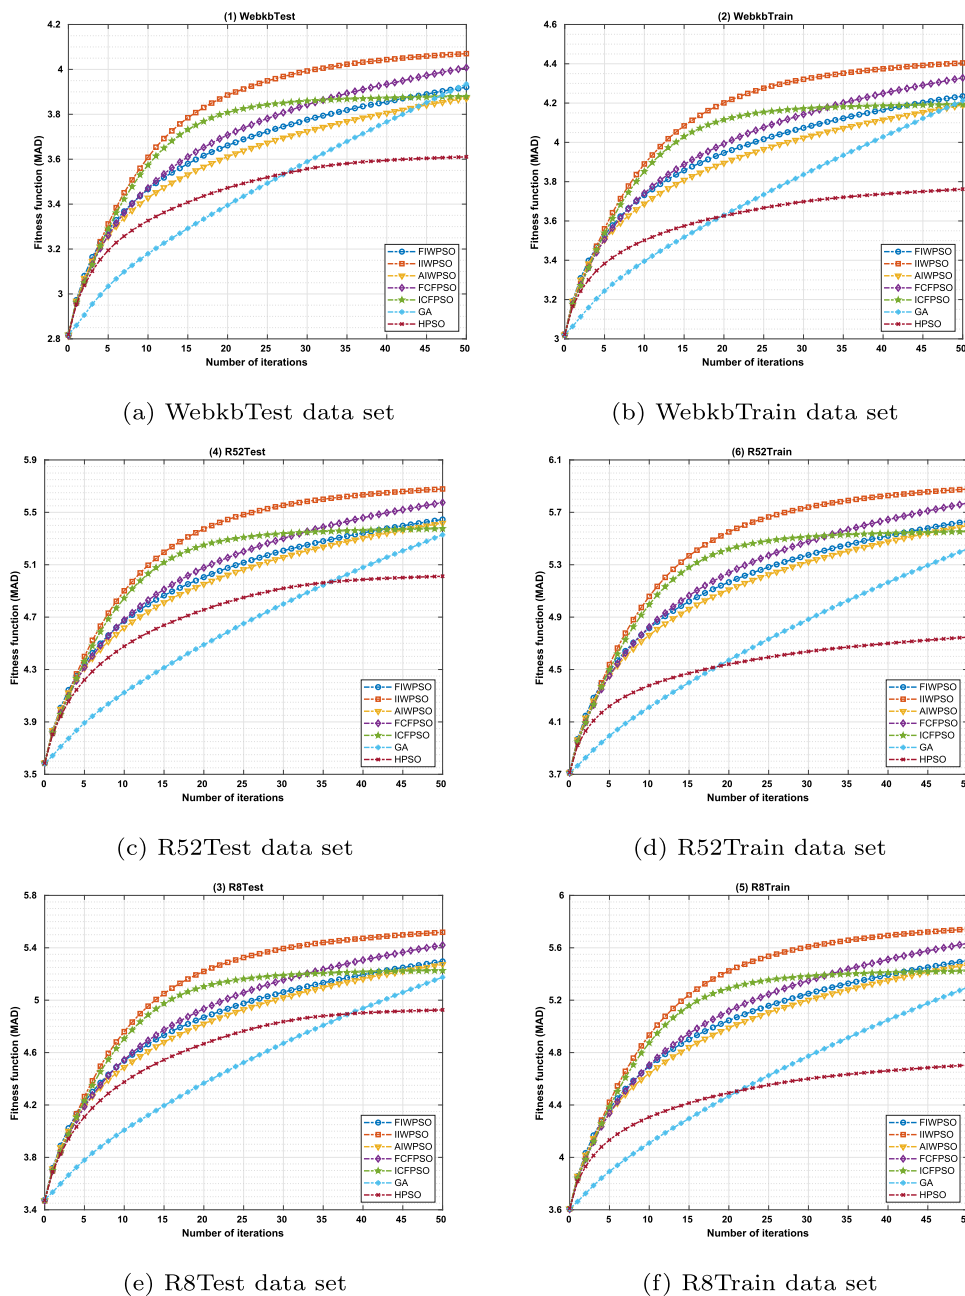 (1) WebkbTest
4.2
4
3.8
3.6
3.4
3.2
3
2.8
Fitness function (MAD)
0 5 10 15 20 25 30 35 40 45 50
Number of iterations
FIWPSO
IIWPSO
AIWPSO
FCFPSO
ICFPSO
GA
HPSO
(2) WebkbTrain
4.6
4.4
4.2
4
3.8
3.6
3.4
3.2
3
Fitness function (MAD)
0 5 10 15 20 25 30 35 40 45 50
Number of iterations
FIWPSO
IIWPSO
AIWPSO
FCFPSO
ICFPSO
GA
HPSO
(a) WebkbTest data set
(b) WebkbTrain data set
(4) R52Test
5.9
5.5
5.1
4.7
4.3
3.9
3.5
Fitness function (MAD)
0 5 10 15 20 25 30 35 40 45 50
Number of iterations
FIWPSO
IIWPSO
AIWPSO
FCFPSO
ICFPSO
GA
HPSO
(6) R52Train
6.1
5.7
5.3
4.9
4.5
4.1
3.7
Fitness function (MAD)
0 5 10 15 20 25 30 35 40 45 50
Number of iterations
FIWPSO
IIWPSO
AIWPSO
FCFPSO
ICFPSO
GA
HPSO
(c) R52Test data set
(d) R52Train data set
(3) R8Test
5.8
5.4
5
4.6
4.2
3.8
3.4
Fitness function (MAD)
0 5 10 15 20 25 30 35 40 45 50
Number of iterations
FIWPSO
IIWPSO
AIWPSO
FCFPSO
ICFPSO
GA
HPSO
(5) R8Train
6
5.6
5.2
4.8
4.4
4
3.6
Fitness function (MAD)
0 5 10 15 20 25 30 35 40 45 50
Number of iterations
FIWPSO
IIWPSO
AIWPSO
FCFPSO
ICFPSO
GA
HPSO
(e) R8Test data set
(f) R8Train data set